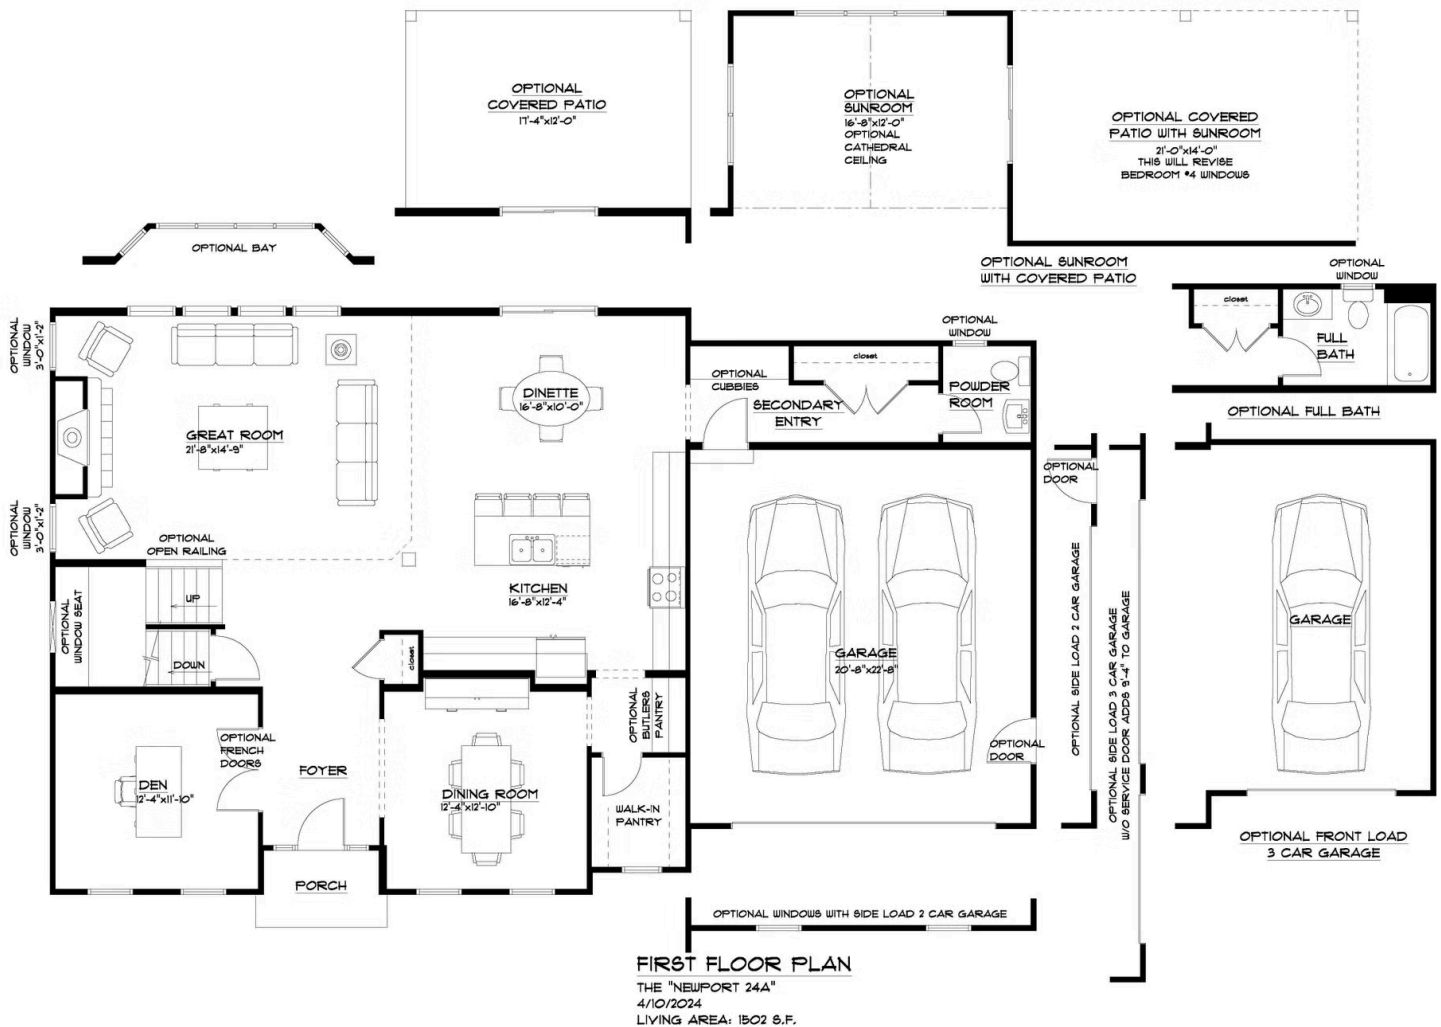 OPTIONAL
COVERED PATIO
17'-4"x12'-0"
OPTIONAL
SUNROOM
16'-8"x12'-0"
OPTIONAL
CATHEDRAL
CEILING
OPTIONAL COVERED
PATIO WITH SUNROOM
21'-0"x14'-0"
THIS WILL REVISE
BEDROOM #4 WINDOWS
OPTIONAL BAY
OPTIONAL SUNROOM
WITH COVERED PATIO
OPTIONAL
WINDOW
closet
FULL
BATH
OPTIONAL FULL BATH
OPTIONAL
WINDOW
3'-0"x1'-2"
OPTIONAL
WINDOW
OPTIONAL
CUBBIES
closet
SECONDARY
ENTRY
POWDER
ROOM
DINETTE
16'-8"x10'-0"
GREAT ROOM
21'-8"x14'-9"
OPTIONAL
WINDOW
3'-0"x1'-2"
OPTIONAL
OPEN RAILING
OPTIONAL
DOOR
KITCHEN
16'-8"x12'-4"
UP
OPTIONAL
WINDOW SEAT
DOWN
closet
GARAGE
20'-8"x22'-8"
OPTIONAL SIDE LOAD 2 CAR GARAGE
OPTIONAL SIDE LOAD 3 CAR GARAGE
W/O SERVICE DOOR ADDS 9'-4" TO GARAGE
GARAGE
OPTIONAL
BUTLERS
PANTRY
OPTIONAL
FRENCH
DOORS
OPTIONAL
DOOR
FOYER
DEN
12'-4"x11'-10"
DINING ROOM
12'-4"x12'-10"
WALK-IN
PANTRY
OPTIONAL FRONT LOAD
3 CAR GARAGE
PORCH
OPTIONAL WINDOWS WITH SIDE LOAD 2 CAR GARAGE
FIRST FLOOR PLAN
THE "NEWPORT 24A"
4/10/2024
LIVING AREA: 1502 S.F.